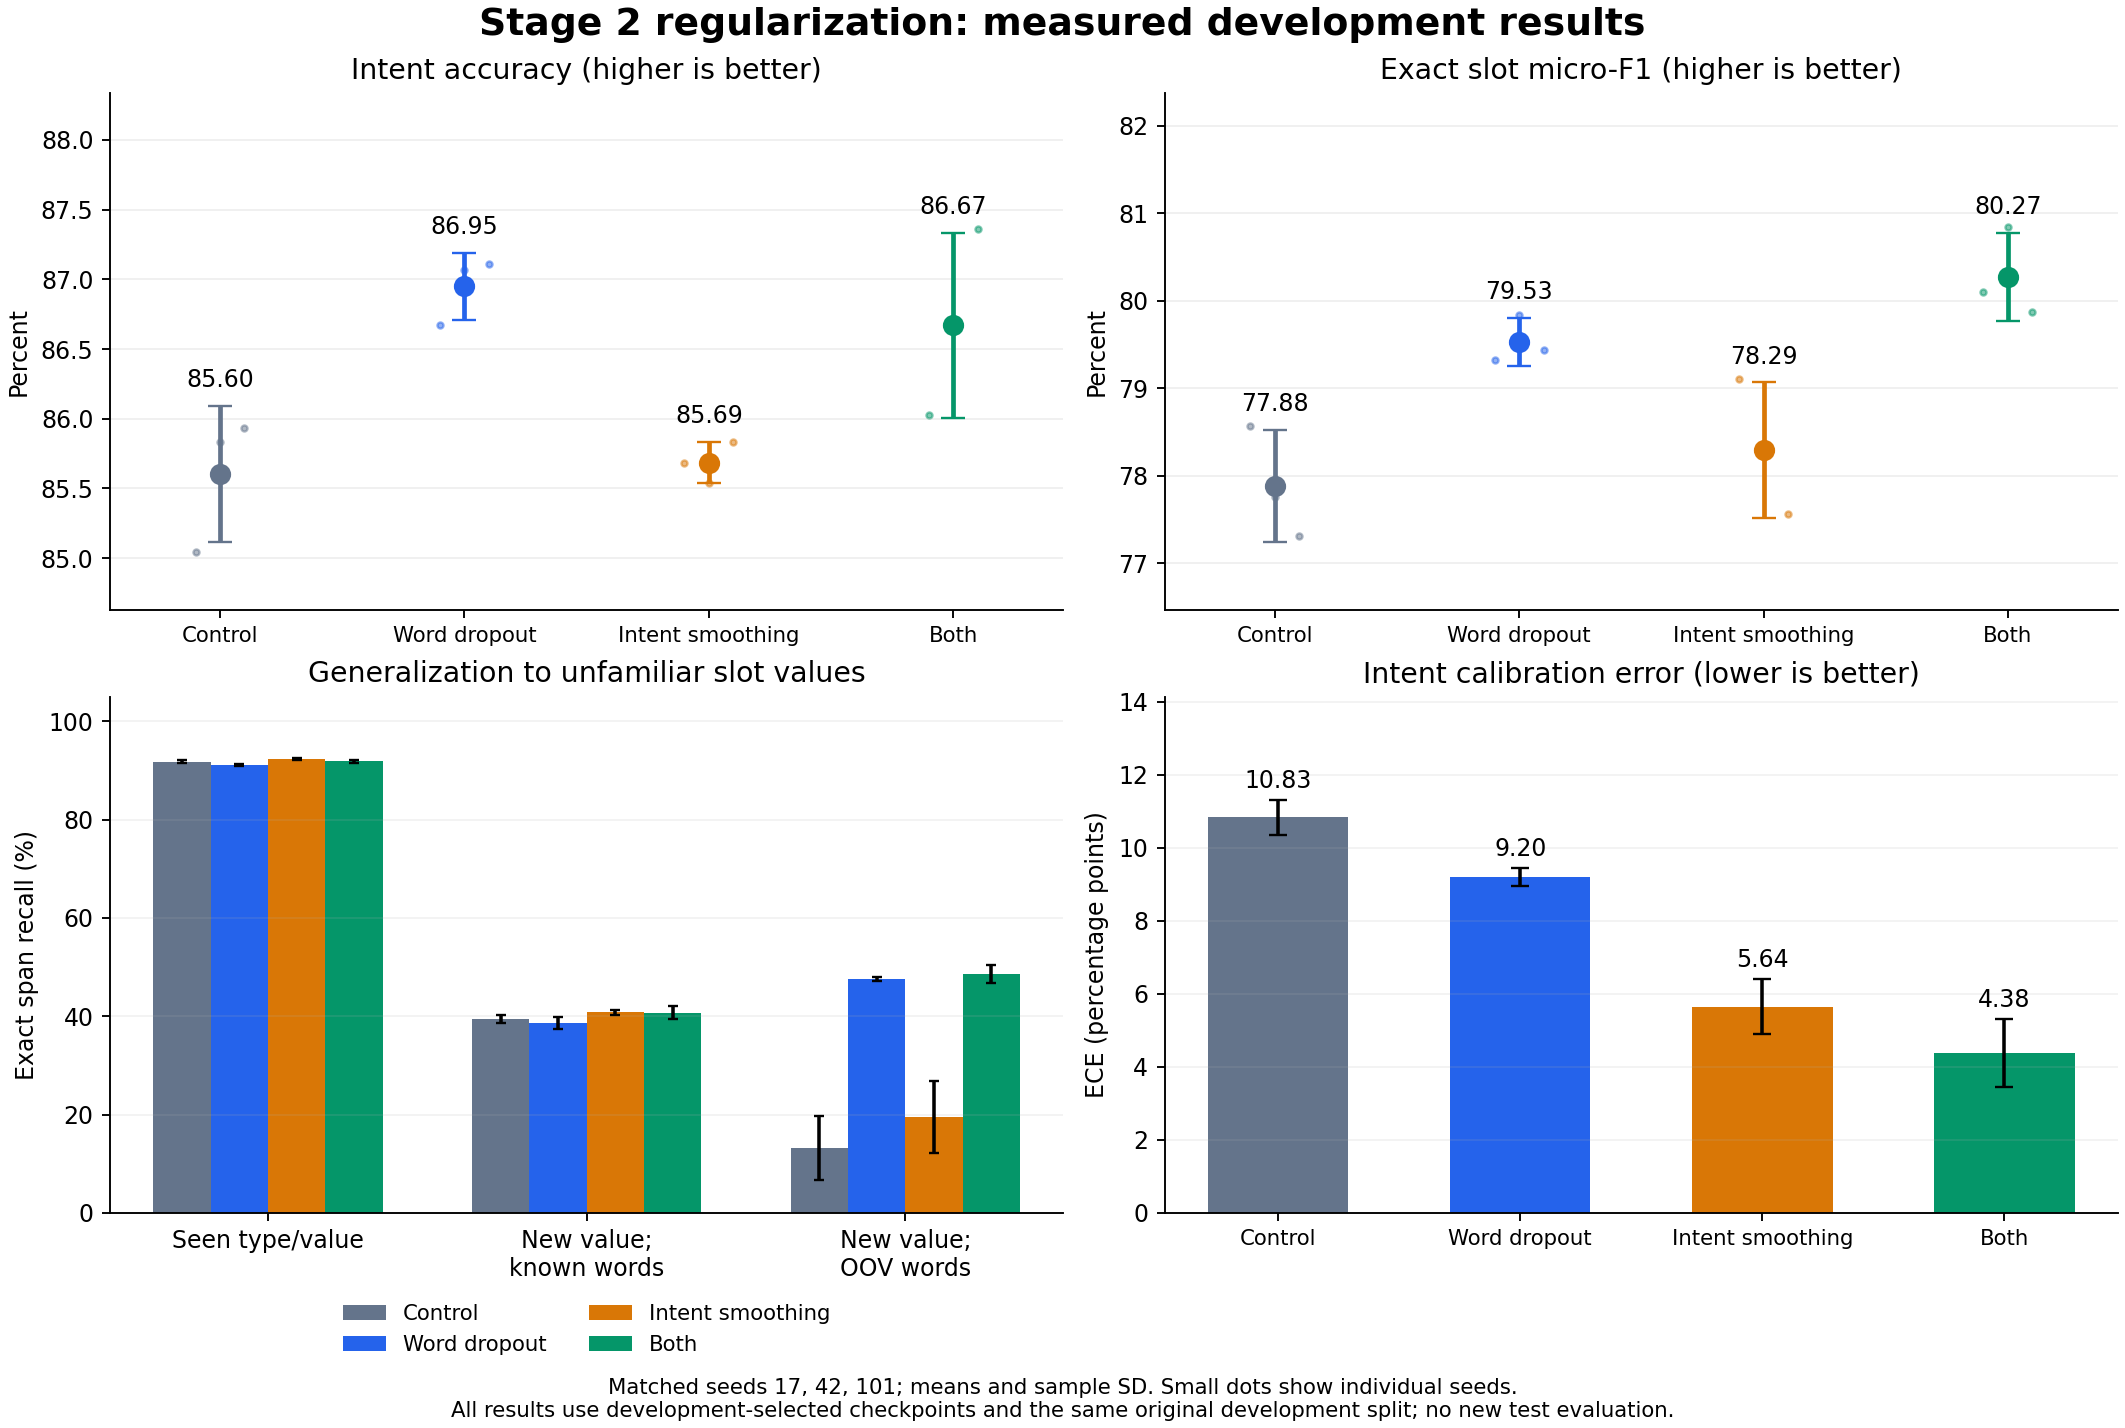 Stage 2 regularization: measured development results
Intent accuracy (higher is better)
Percent
88.0
87.5
87.0
86.5
86.0
85.5
85.0
85.60
86.95
85.69
86.67
Control
Word dropout
Intent smoothing
Both
Exact slot micro-F1 (higher is better)
Percent
82
81
80
79
78
77
77.88
79.53
78.29
80.27
Control
Word dropout
Intent smoothing
Both
Generalization to unfamiliar slot values
Exact span recall (%)
100
80
60
40
20
0
Seen type/value
New value;
known words
New value;
OOV words
Control
Word dropout
Intent smoothing
Both
Intent calibration error (lower is better)
ECE (percentage points)
14
12
10
8
6
4
2
0
10.83
9.20
5.64
4.38
Control
Word dropout
Intent smoothing
Both
Matched seeds 17, 42, 101; means and sample SD. Small dots show individual seeds.
All results use development-selected checkpoints and the same original development split; no new test evaluation.